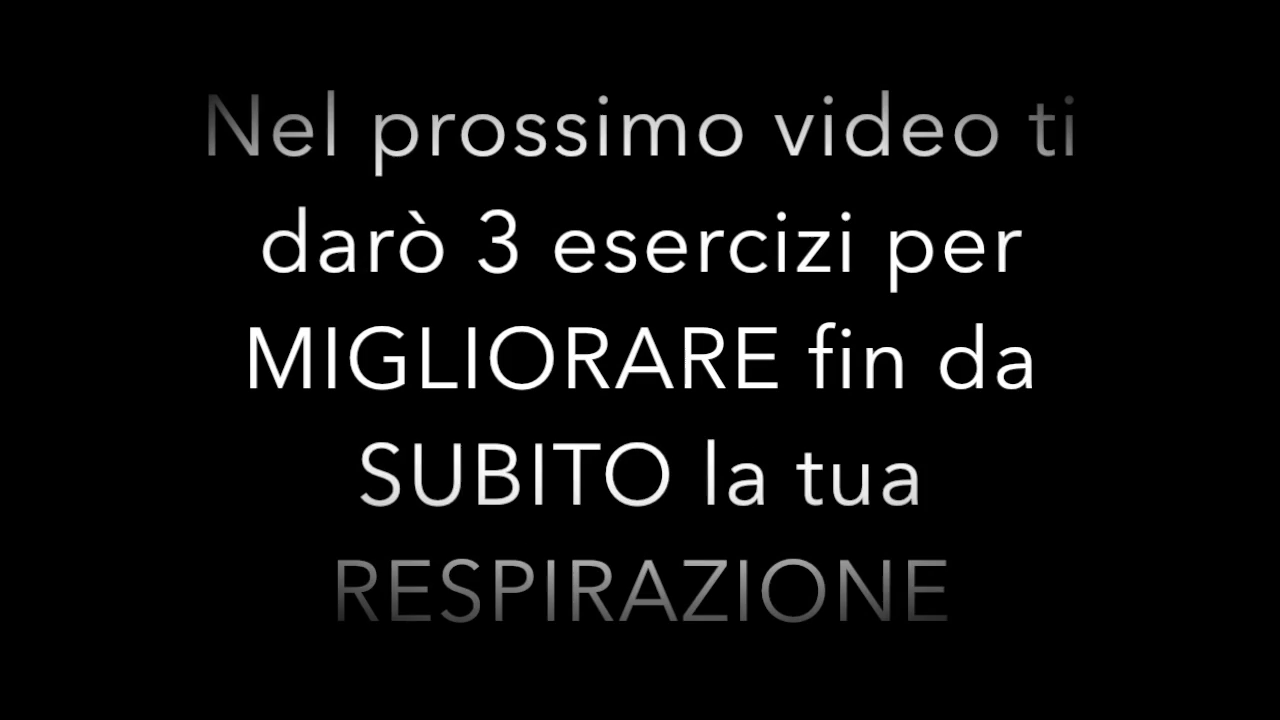 Nel prossimo video ti
darò 3 esercizi per
MIGLIORARE fin da
SUBITO la tua
RESPIRAZIONE